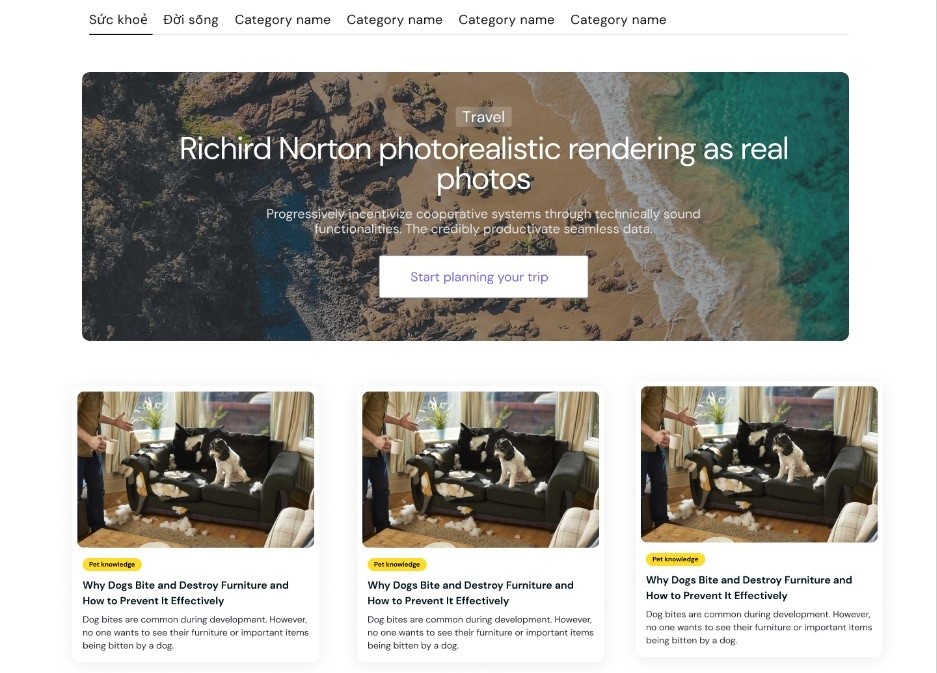 Sức khoẻ Đời sống Category name Category name Category name Category name
Travel
Richird Norton photorealistic rendering as real
photos
Progressively incentivize cooperative systems through technically sound
functionalities. The credibly productivate seamless data.
Start planning your trip
Pet knowledge
Why Dogs Bite and Destroy Furniture and
How to Prevent It Effectively
Dog bites are common during development. However,
no one wants to see their furniture or important items
being bitten by a dog.
Pet knowledge
Why Dogs Bite and Destroy Furniture and
How to Prevent It Effectively
Dog bites are common during development. However,
no one wants to see their furniture or important items
being bitten by a dog.
Pet knowledge
Why Dogs Bite and Destroy Furniture and
How to Prevent It Effectively
Dog bites are common during development. However,
no one wants to see their furniture or important items
being bitten by a dog.